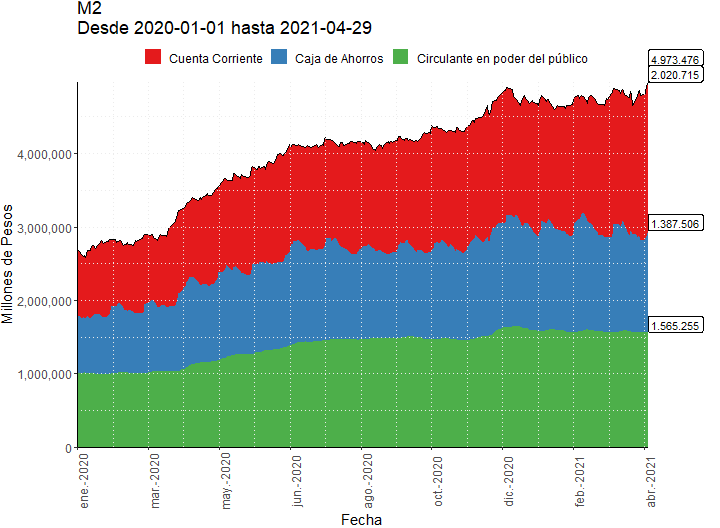 M2
Desde 2020-01-01 hasta 2021-04-29
Cuenta Corriente Caja de Ahorros Circulante en poder del público
4.973.476
2.020.715
1.387.506
1.565.255
Millones de Pesos
4,000,000
3,000,000
2,000,000
1,000,000
0
ene.-2020 mar.-2020 may.-2020 jun.-2020 ago.-2020 oct.-2020 dic.-2020 feb.-2021 abr.-2021
Fecha